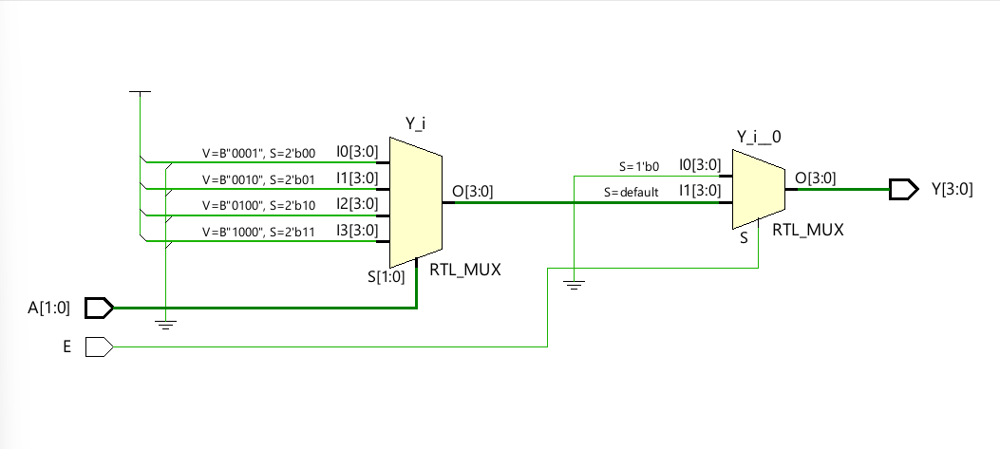 Y_i
Y_i__0
V=B"0001", S=2'b00
I0[3:0]
S=1'b0
I0[3:0]
V=B"0010", S=2'b01
I1[3:0]
O[3:0]
S=default
I1[3:0]
O[3:0]
Y[3:0]
V=B"0100", S=2'b10
I2[3:0]
V=B"1000", S=2'b11
I3[3:0]
S
RTL_MUX
S[1:0]
RTL_MUX
A[1:0]
E